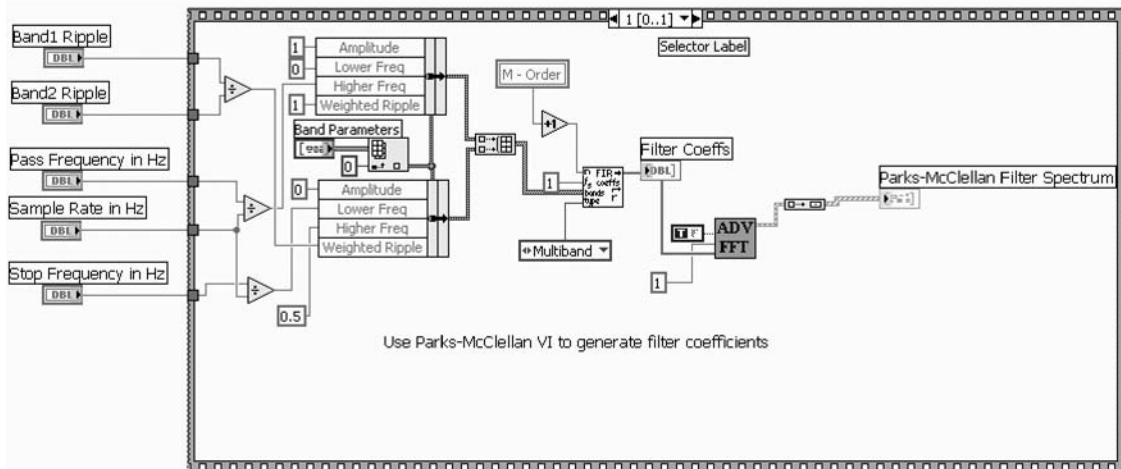 1 [0..1]
Selector Label
Band1 Ripple
DBL
Band2 Ripple
DBL
Pass Frequency in Hz
DBL
Sample Rate in Hz
DBL
Stop Frequency in Hz
DBL
1
Amplitude
0
Lower Freq
Higher Freq
1
Weighted Ripple
Band Parameters
0
0
Amplitude
Lower Freq
Higher Freq
Weighted Ripple
0.5
M - Order
+1
1
FIR
fs coeffs
bands
type
Multiband
Filter Coeffs
DBL
T F
ADV
FFT
1
Parks-McClellan Filter Spectrum
Use Parks-McClellan VI to generate filter coefficients